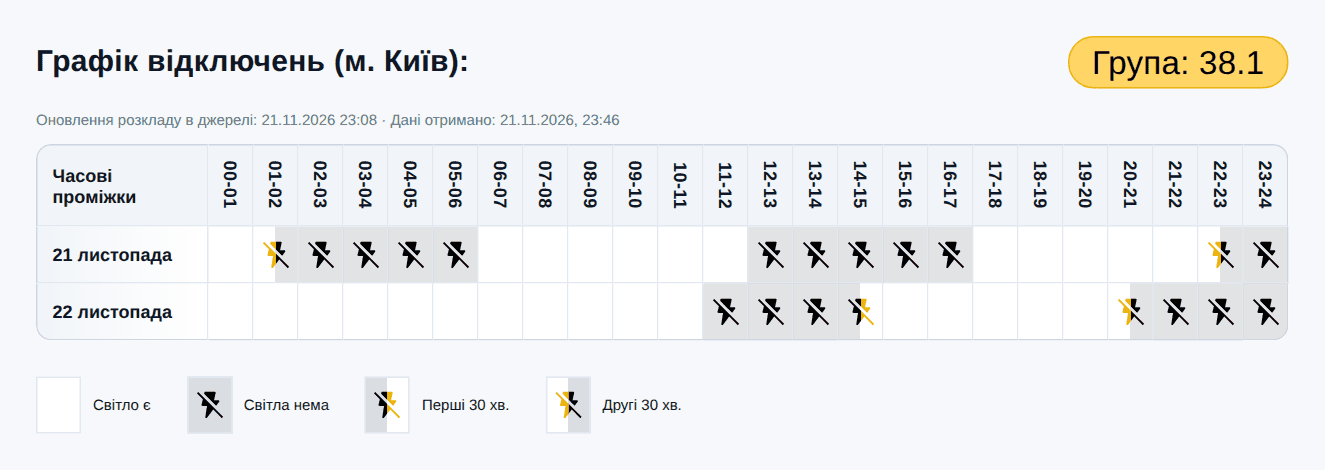 Графік відключень (м. Київ):
Група: 38.1
Оновлення розкладу в джерелі: 21.11.2026 23:08 · Дані отримано: 21.11.2026, 23:46
Часові
проміжки
00-01 01-02 02-03 03-04 04-05 05-06 06-07 07-08 08-09 09-10 10-11 11-12 12-13 13-14 14-15 15-16 16-17 17-18 18-19 19-20 20-21 21-22 22-23 23-24
21 листопада
22 листопада
Світло є Світла нема Перші 30 хв. Другі 30 хв.